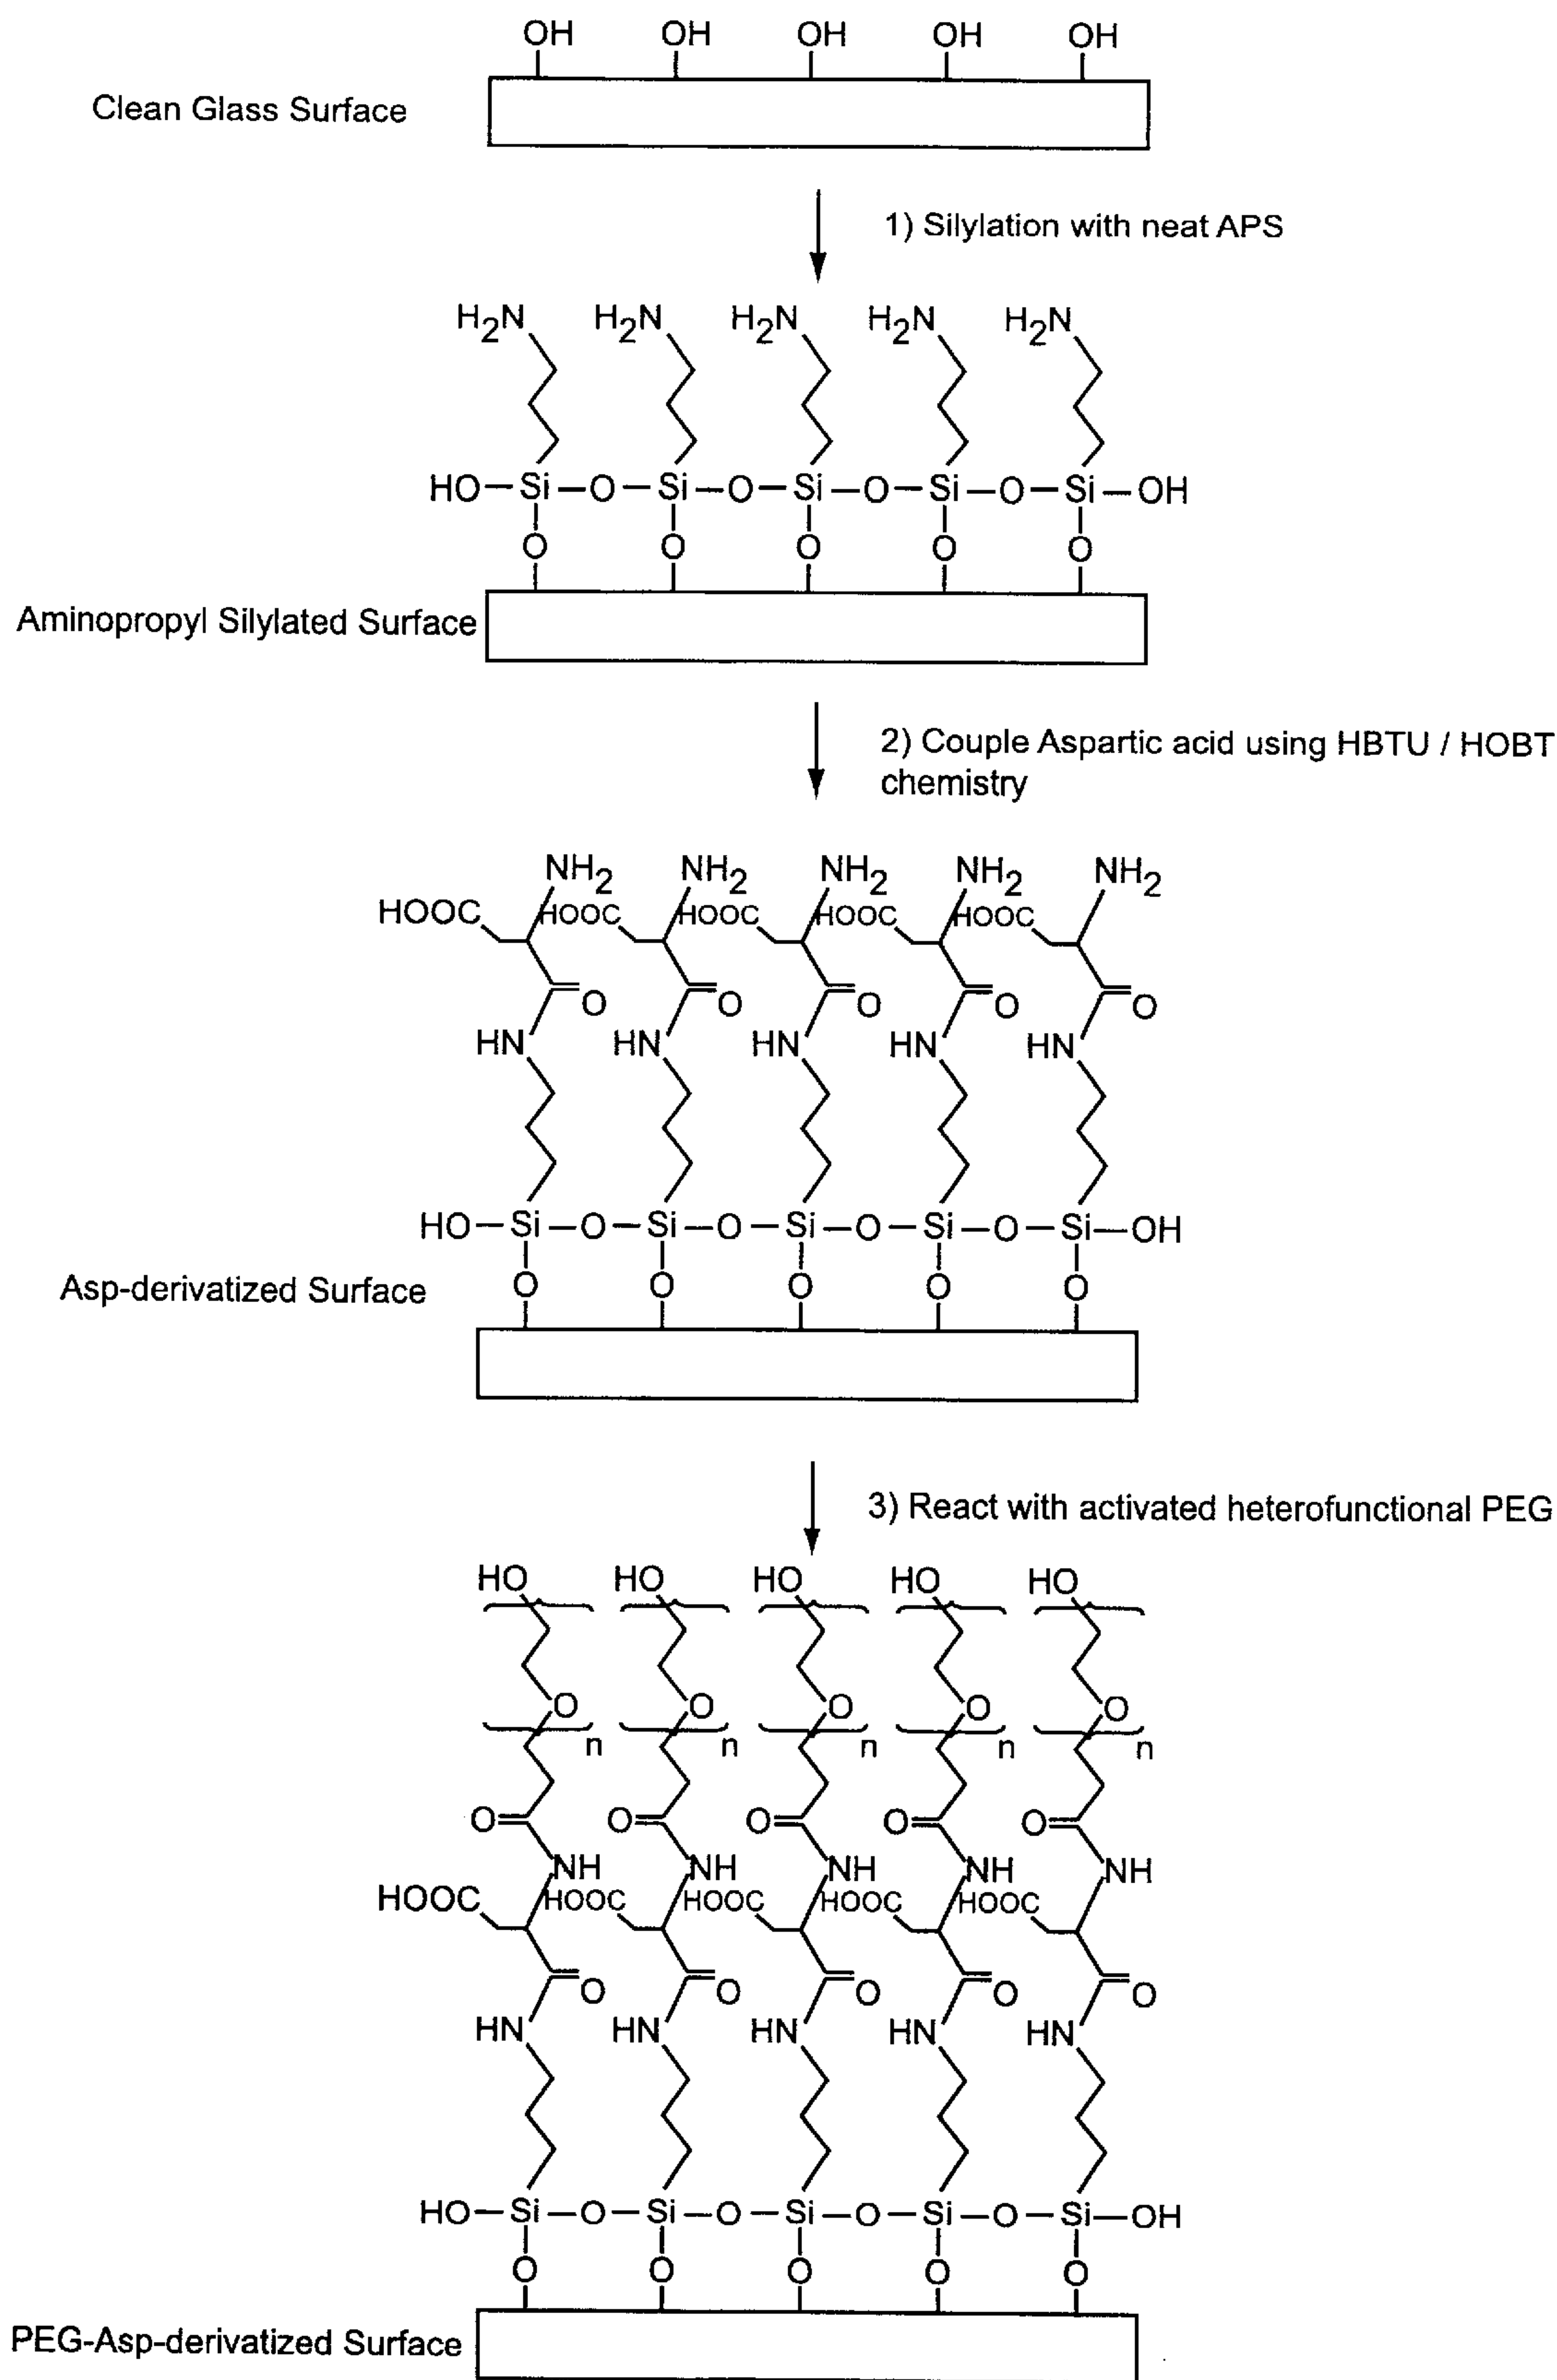 OH OH OH OH OH
Clean Glass Surface
1) Silylation with neat APS
H2N H2N H2N H2N H2N
HO-Si-O-Si-O-Si-O-Si-O-Si-OH
O O O O O
Aminopropyl Silylated Surface
2) Couple Aspartic acid using HBTU / HOBT
chemistry
NH2 NH2 NH2 NH2 NH2
HOOC HOOC HOOC HOOC HOOC
O O O O O
HN HN HN HN HN
HO-Si-O-Si-O-Si-O-Si-O-Si-OH
O O O O O
Asp-derivatized Surface
3) React with activated heterofunctional PEG
HO HO HO HO HO
O O O O O
n n n n n
O O O O O
NH NH NH NH NH
HOOC HOOC HOOC HOOC HOOC
O O O O O
HN HN HN HN HN
HO-Si-O-Si-O-Si-O-Si-O-Si-OH
O O O O O
PEG-Asp-derivatized Surface